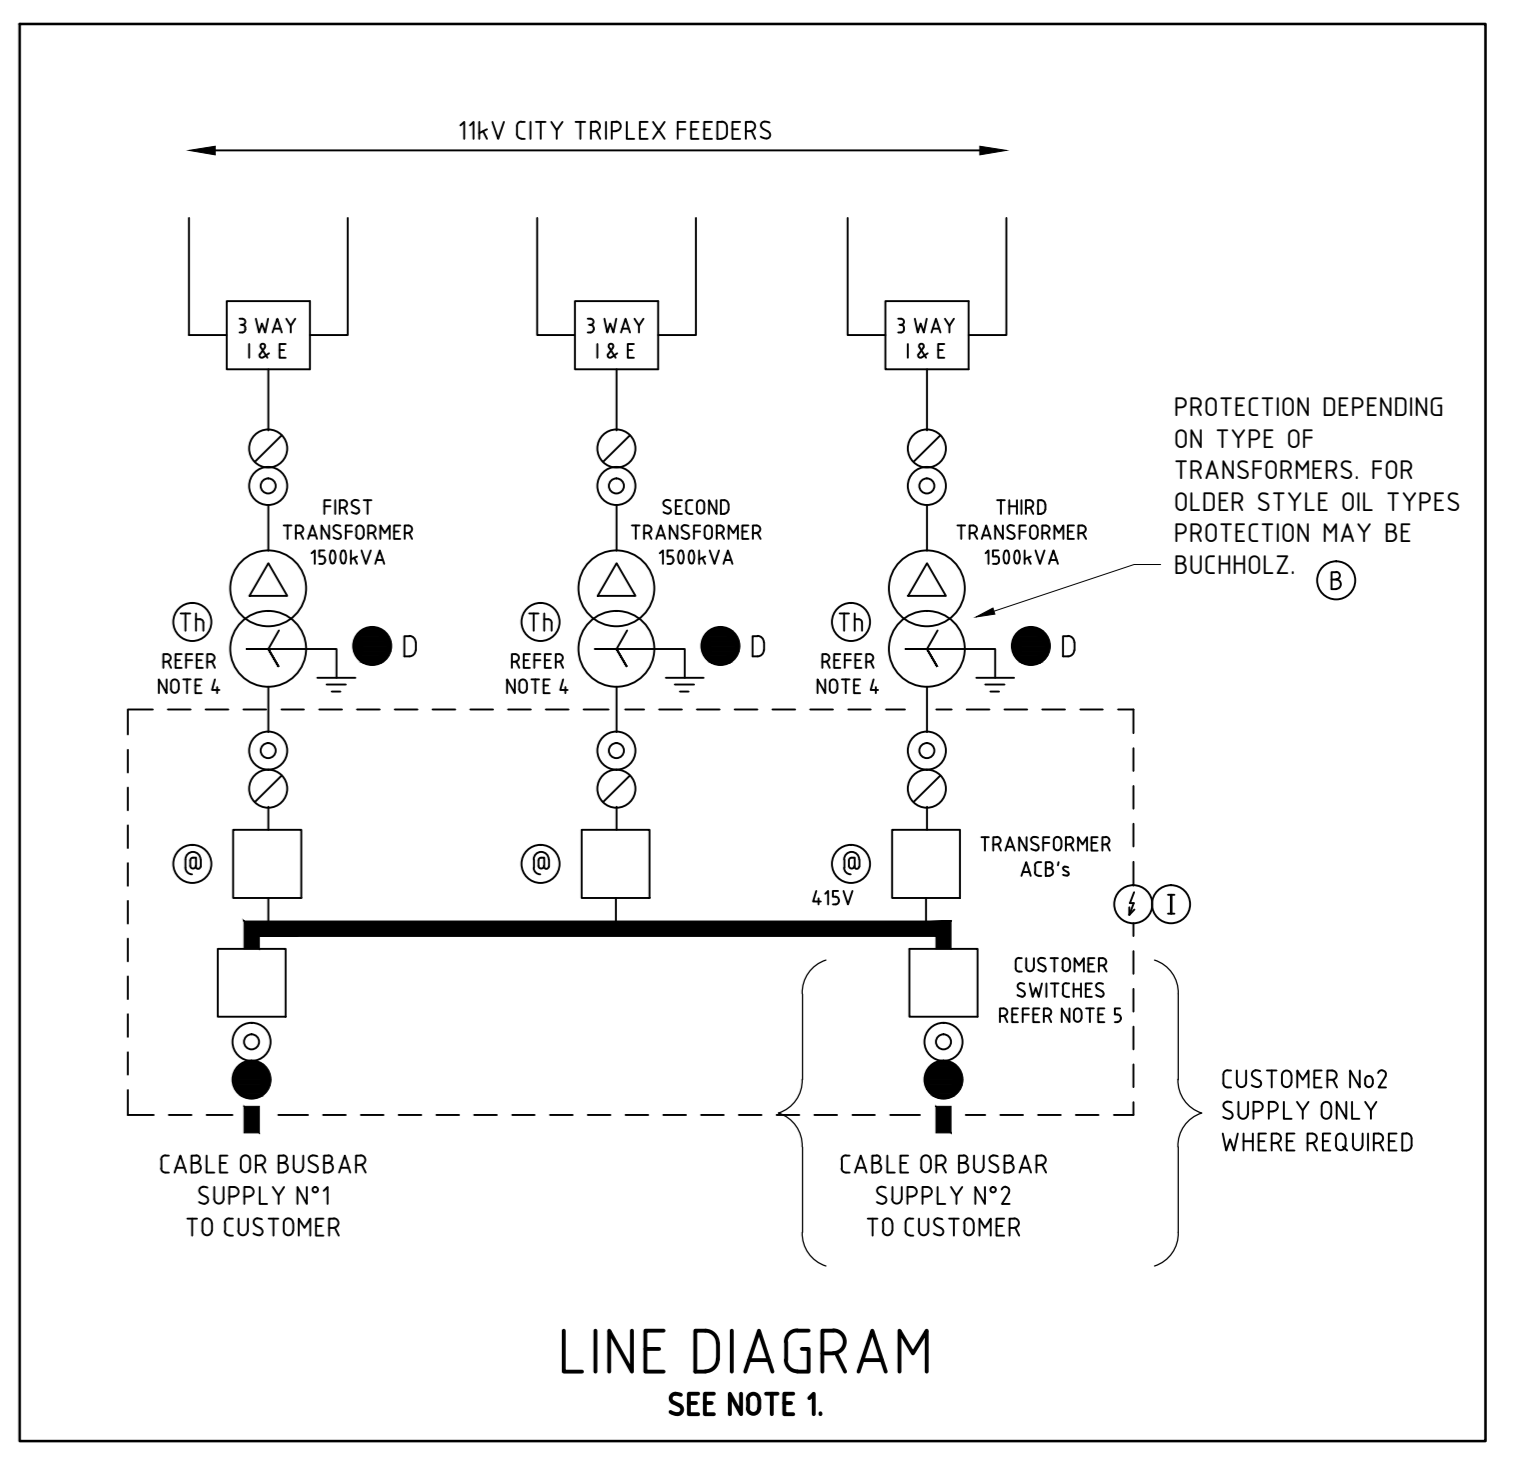 11kV CITY TRIPLEX FEEDERS
3 WAY
I & E
3 WAY
I & E
3 WAY
I & E
PROTECTION DEPENDING
ON TYPE OF
TRANSFORMERS. FOR
OLDER STYLE OIL TYPES
PROTECTION MAY BE
BUCHHOLZ.
B
FIRST
TRANSFORMER
1500kVA
SECOND
TRANSFORMER
1500kVA
THIRD
TRANSFORMER
1500kVA
Th
REFER
NOTE 4
D
Th
REFER
NOTE 4
D
Th
REFER
NOTE 4
D
@
@
@
415V
TRANSFORMER
ACB's
I
CUSTOMER
SWITCHES
REFER NOTE 5
CUSTOMER No2
SUPPLY ONLY
WHERE REQUIRED
CABLE OR BUSBAR
SUPPLY N°1
TO CUSTOMER
CABLE OR BUSBAR
SUPPLY N°2
TO CUSTOMER
LINE DIAGRAM
SEE NOTE 1.